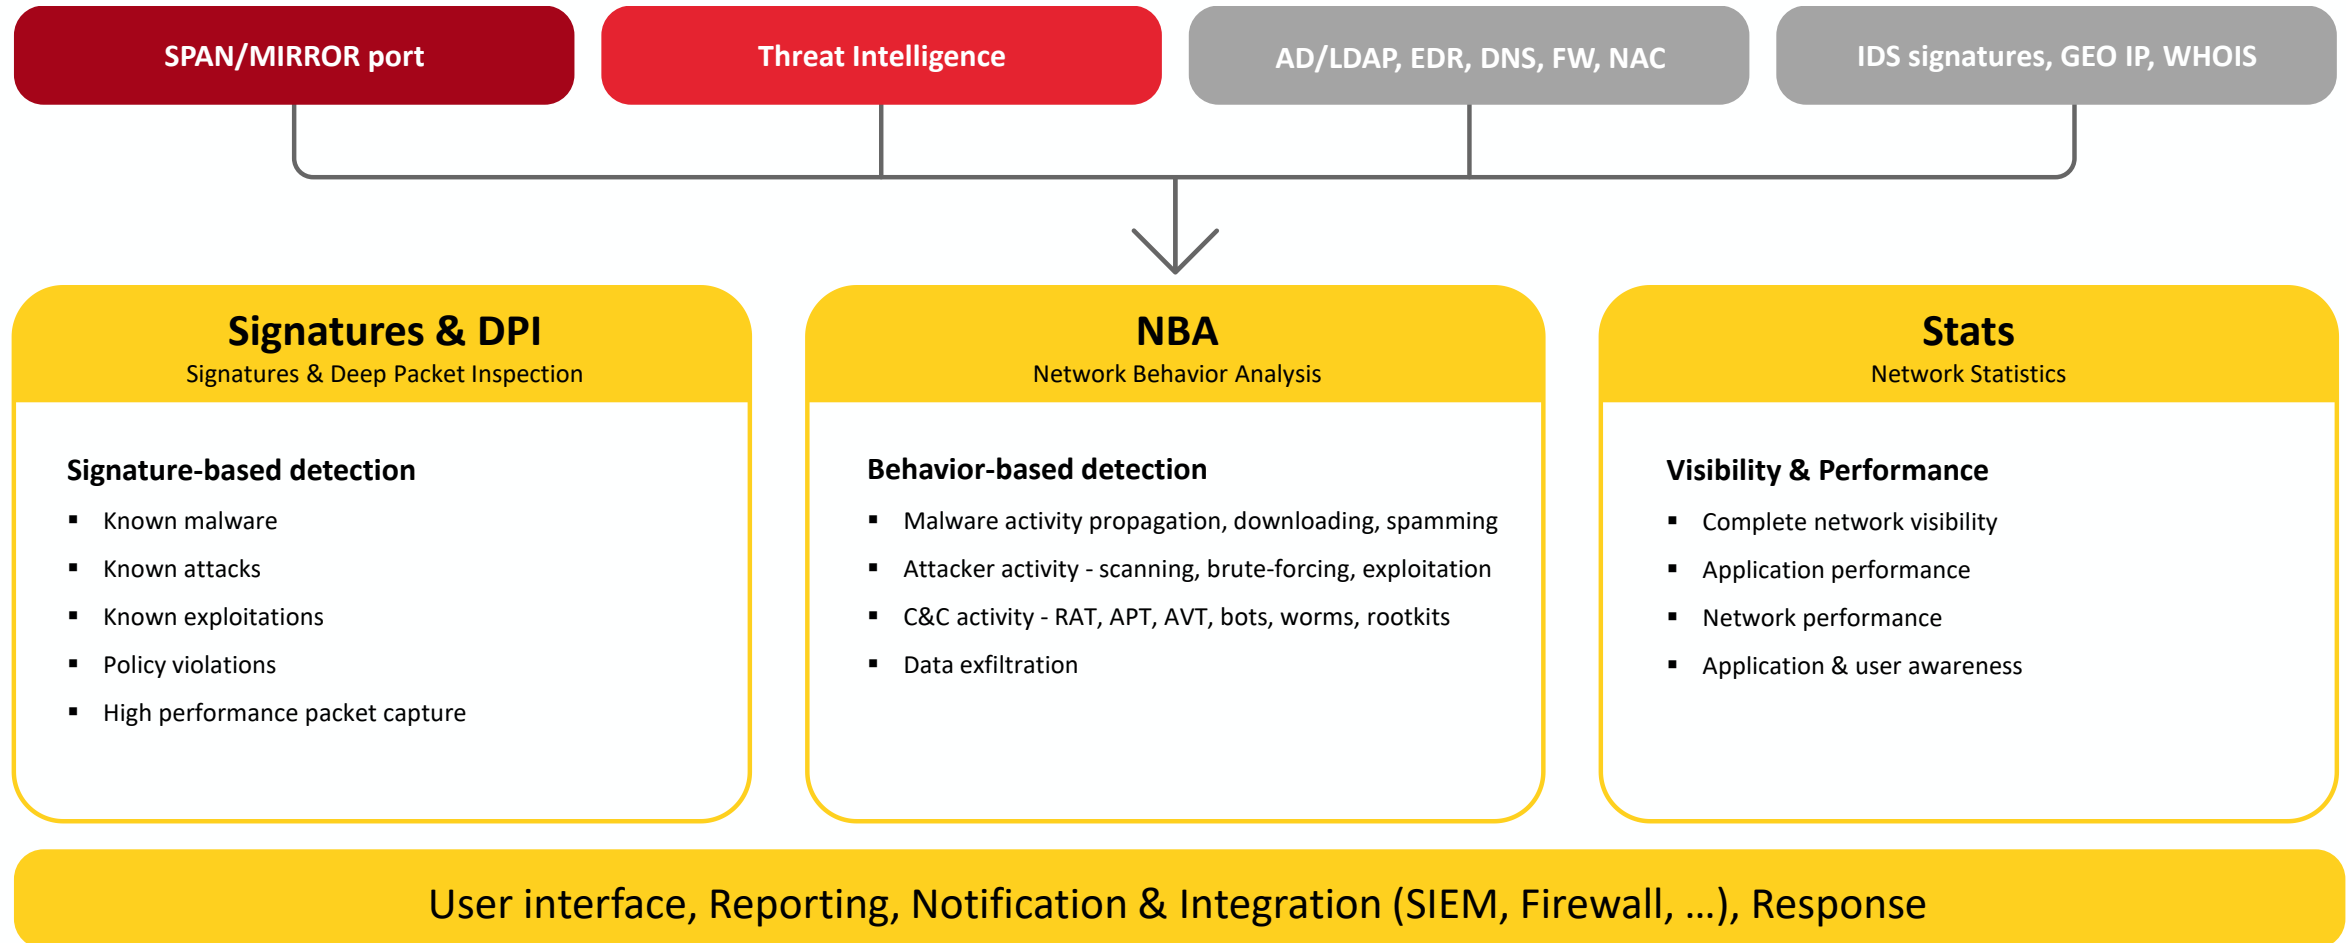 SPAN/MIRROR port
Threat Intelligence
AD/LDAP, EDR, DNS, FW, NAC
IDS signatures, GEO IP, WHOIS
Signatures & DPI
Signatures & Deep Packet Inspection
Signature-based detection
▪ Known malware
▪ Known attacks
▪ Known exploitations
▪ Policy violations
▪ High performance packet capture
NBA
Network Behavior Analysis
Behavior-based detection
▪ Malware activity propagation, downloading, spamming
▪ Attacker activity - scanning, brute-forcing, exploitation
▪ C&C activity - RAT, APT, AVT, bots, worms, rootkits
▪ Data exfiltration
Stats
Network Statistics
Visibility & Performance
▪ Complete network visibility
▪ Application performance
▪ Network performance
▪ Application & user awareness
User interface, Reporting, Notification & Integration (SIEM, Firewall, …), Response